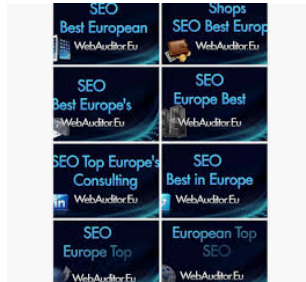 SEO
Best European
WebAuditor.Eu
Shops
SEO Best Europ
WebAuditor.Eu
SEO
Best Europe's
WebAuditor.Eu
SEO
Europe Best
WebAuditor.Eu
SEO Top Europe's
Consulting
in
WebAuditor.Eu
SEO
Best in Europe
WebAuditor.Eu
SEO
Europe Top
WebAuditor.Eu
European Top
SEO
WebAuditor.Eu